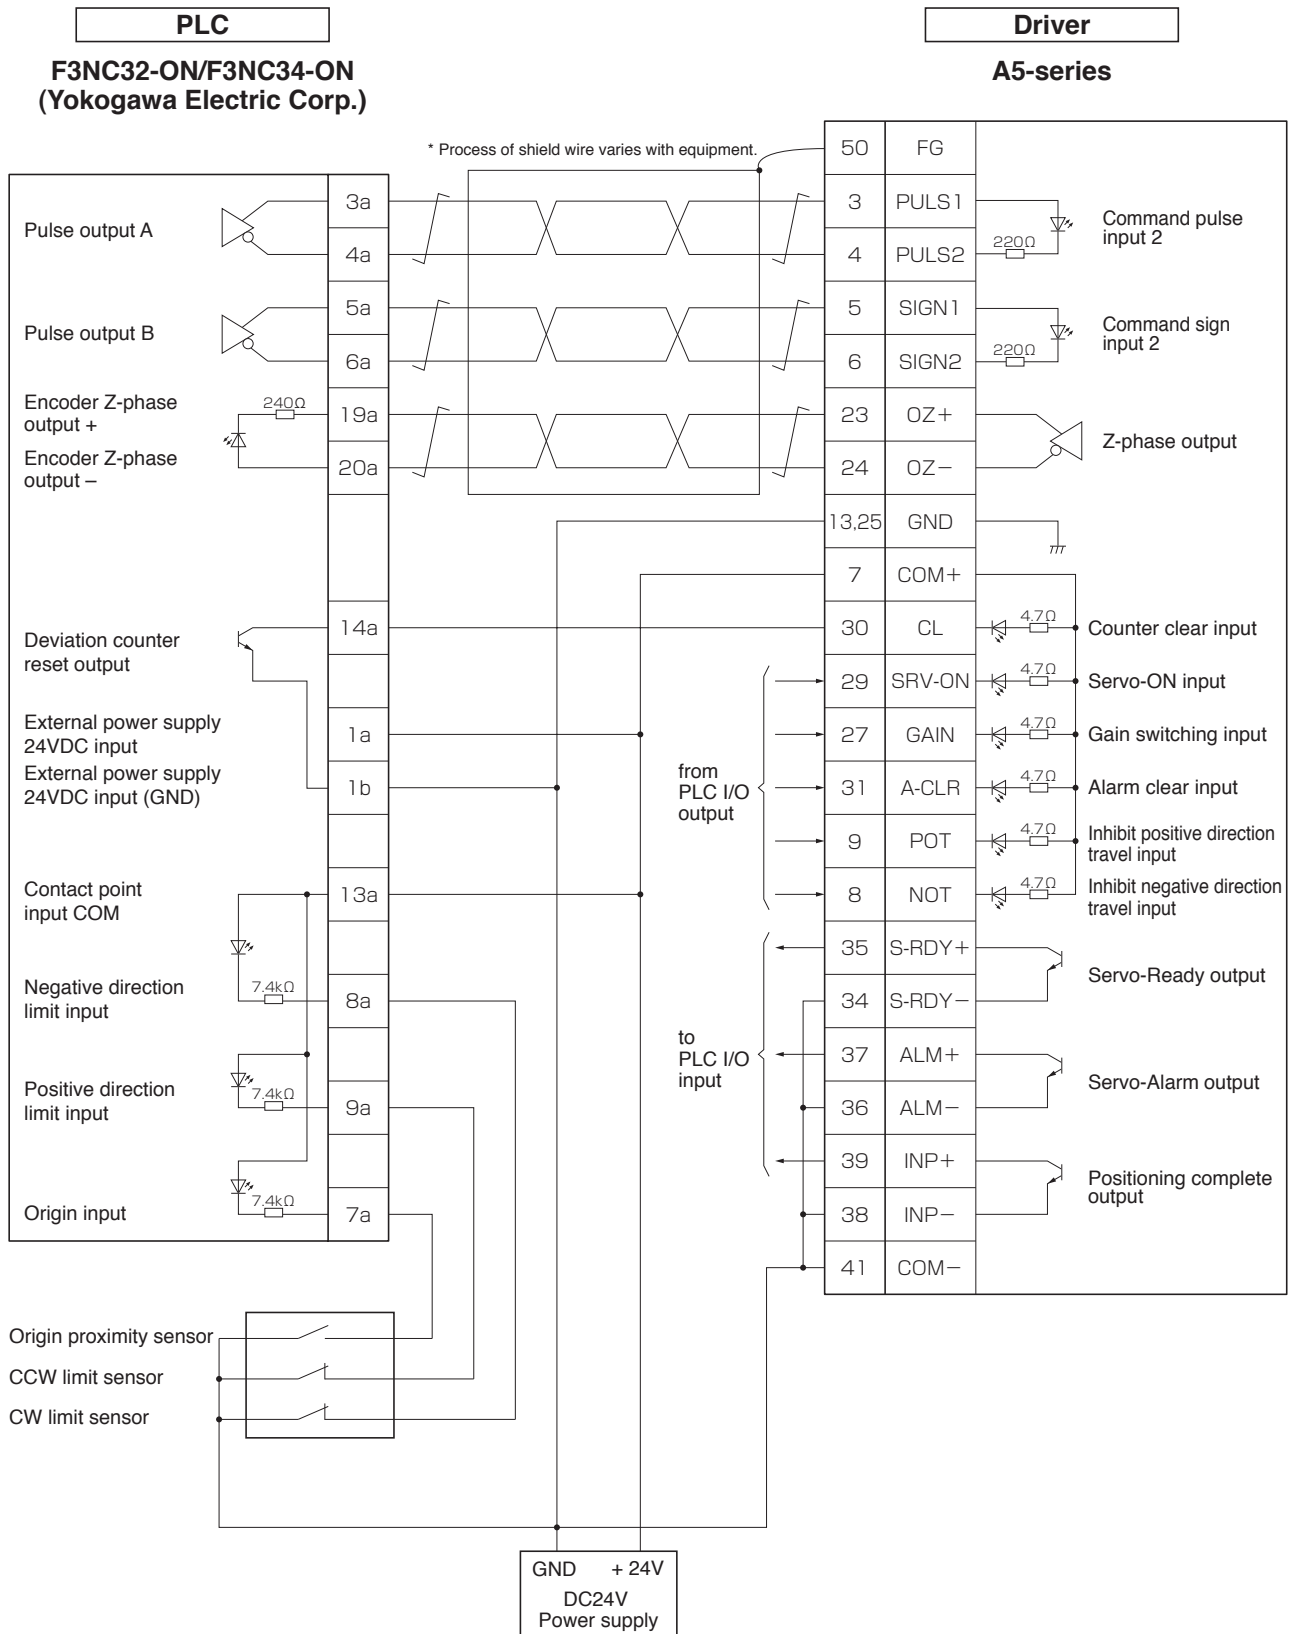 PLC
Driver
F3NC32-ON/F3NC34-ON
(Yokogawa Electric Corp.)
A5-series
* Process of shield wire varies with equipment.
50 FG
Pulse output A
3a
4a
3 PULS1
4 PULS2
220Ω
Command pulse
input 2
Pulse output B
5a
6a
5 SIGN1
6 SIGN2
220Ω
Command sign
input 2
Encoder Z-phase
output +
240Ω
19a
Encoder Z-phase
output –
20a
23 OZ+
24 OZ−
Z-phase output
13,25 GND
7 COM+
Deviation counter
reset output
14a
30 CL
4.7Ω
Counter clear input
29 SRV-ON
4.7Ω
Servo-ON input
External power supply
24VDC input
1a
27 GAIN
4.7Ω
Gain switching input
External power supply
24VDC input (GND)
1b
from
PLC I/O
output
31 A-CLR
4.7Ω
Alarm clear input
9 POT
4.7Ω
Inhibit positive direction
travel input
Contact point
input COM
13a
8 NOT
4.7Ω
Inhibit negative direction
travel input
35 S-RDY+
Negative direction
limit input
7.4kΩ
8a
34 S-RDY−
Servo-Ready output
to
PLC I/O
input
37 ALM+
Positive direction
limit input
7.4kΩ
9a
36 ALM−
Servo-Alarm output
39 INP+
Origin input
7.4kΩ
7a
38 INP−
Positioning complete
output
41 COM−
Origin proximity sensor
CCW limit sensor
CW limit sensor
GND + 24V
DC24V
Power supply